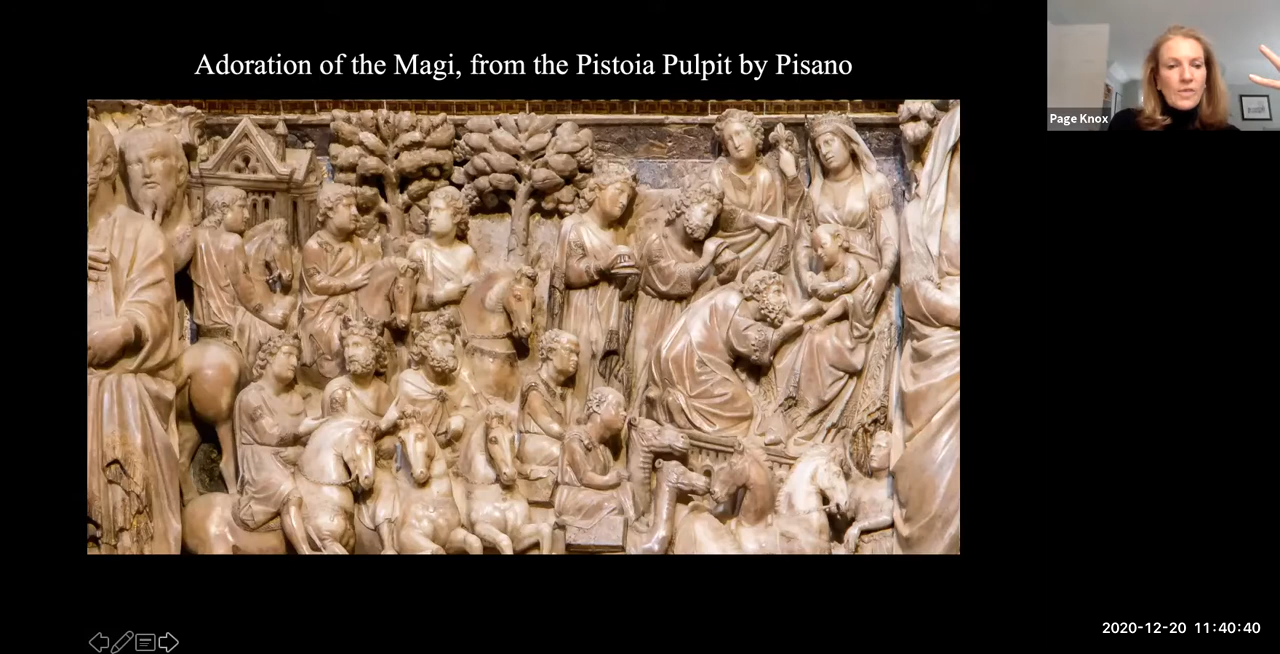 Adoration of the Magi, from the Pistoia Pulpit by Pisano
Page Knox
2020-12-20 11:40:40